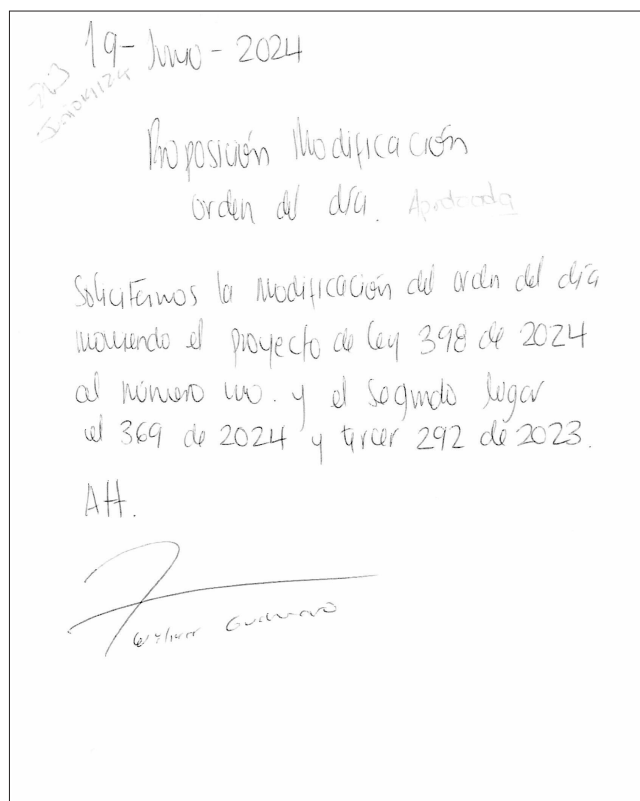 19-Junio-2024
Proposición Modificación
orden del día. Aprobada
Solicitamos la modificación del orden del día
moviendo el proyecto de ley 398 de 2024
al número uno. y el segundo lugar
el 369 de 2024 y tercer 292 de 2023.
Att.